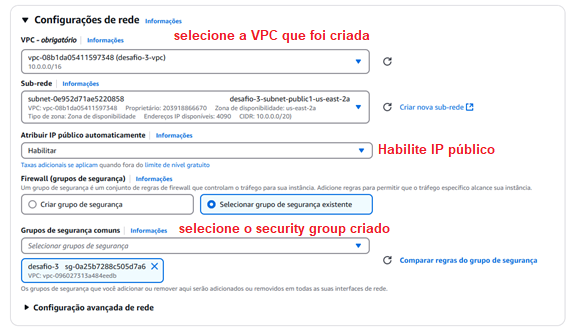 Configurações de rede Informações
VPC - obrigatório Informações
selecione a VPC que foi criada
vpc-08b1da05411597348 (desafio-3-vpc)
10.0.0.0/16
Sub-rede Informações
subnet-0e952d71ae5220858 desafio-3-subnet-public1-us-east-2a
VPC: vpc-08b1da05411597348 Proprietário: 203918866670 Zona de disponibilidade: us-east-2a
Tipo de zona: Zona de disponibilidade Endereços IP disponíveis: 4090 CIDR: 10.0.0.0/20)
Criar nova sub-rede
Atribuir IP público automaticamente Informações
Habilitar
Habilite IP público
Taxas adicionais se aplicam quando fora do limite de nível gratuito
Firewall (grupos de segurança) Informações
Um grupo de segurança é um conjunto de regras de firewall que controlam o tráfego para sua instância. Adicione regras para permitir que o tráfego específico alcance sua instância.
Criar grupo de segurança
Selecionar grupo de segurança existente
Grupos de segurança comuns Informações
selecione o security group criado
Selecionar grupos de segurança
desafio-3 sg-0a25b7288c505d7a6
VPC: vpc-096027313a484eedb
Comparar regras do grupo de segurança
Os grupos de segurança que você adicionar ou remover aqui serão adicionados ou removidos em todas as suas interfaces de rede.
Configuração avançada de rede